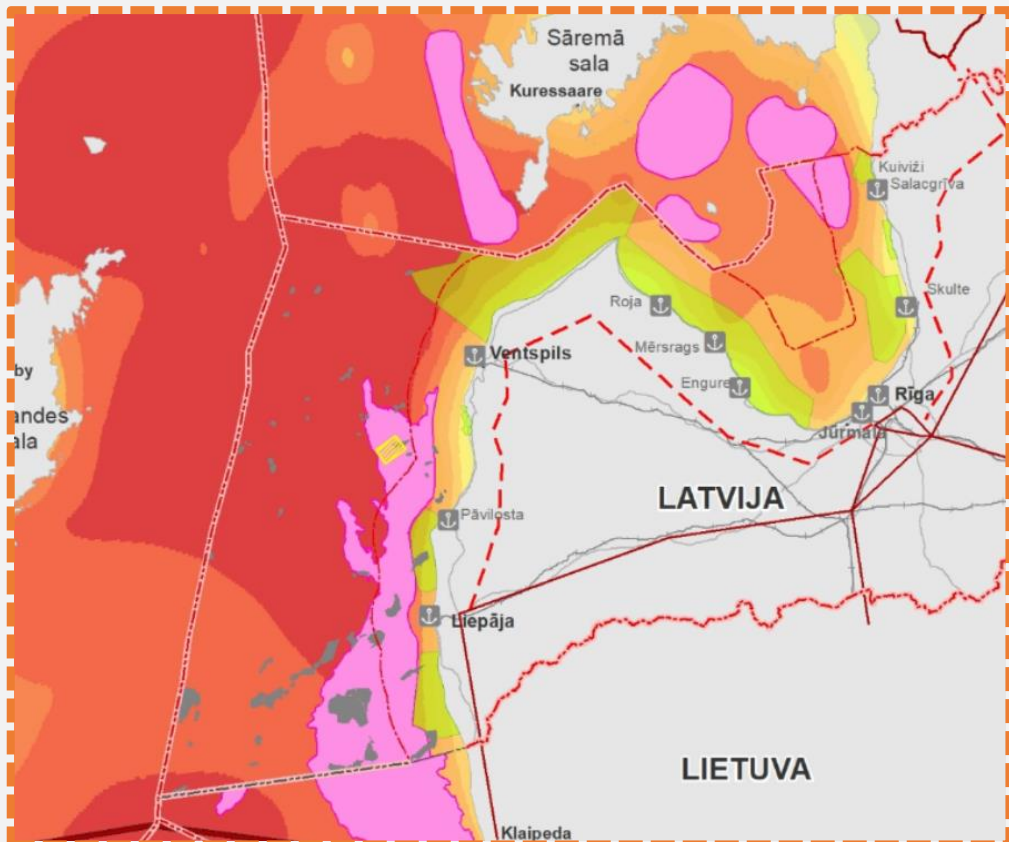 Sāremā
sala
Kuressaare
Kuiviži
Salacgrīva
Skulte
Roja
Mērsrags
Ventspils
Engure
Rīga
Jūrmala
by
andes
ala
LATVIJA
Pāvilosta
Liepāja
LIETUVA
Klaipeda